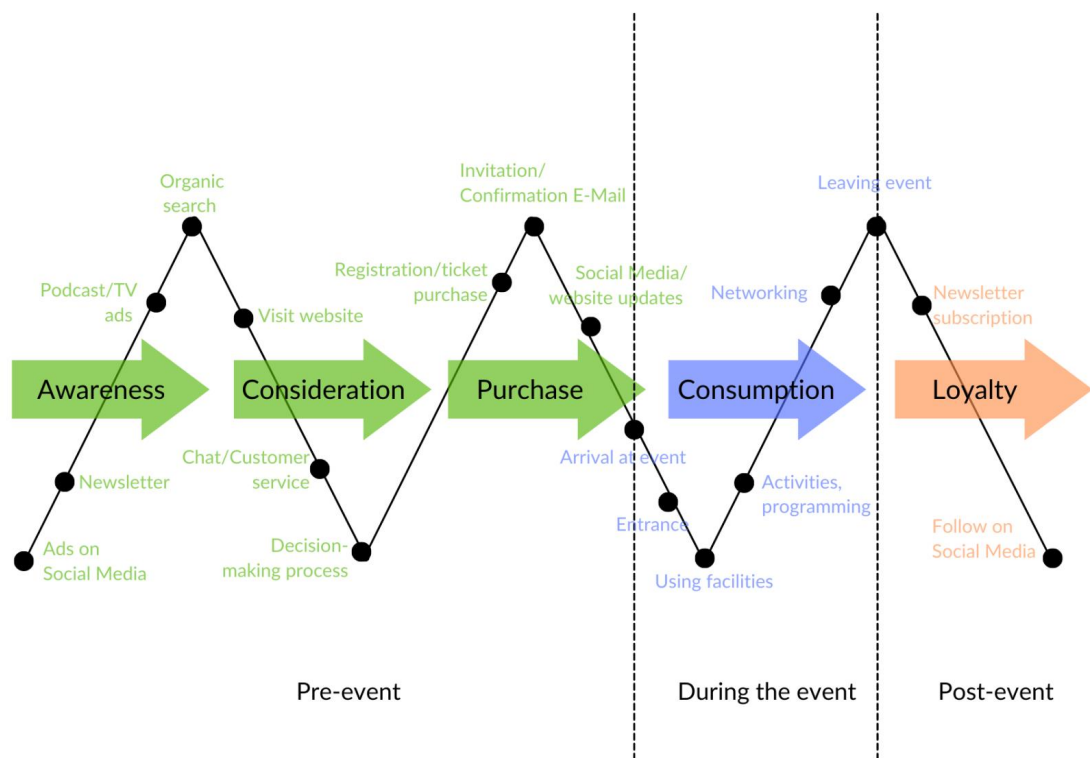 Organic
search
Podcast/TV
ads
Visit website
Awareness
Newsletter
Ads on
Social Media
Consideration
Chat/Customer
service
Decision-
making process
Invitation/
Confirmation E-Mail
Registration/ticket
purchase
Social Media/
website updates
Purchase
Arrival at event
Entrance
Using facilities
Leaving event
Networking
Consumption
Activities,
programming
Newsletter
subscription
Loyalty
Follow on
Social Media
Pre-event
During the event
Post-event